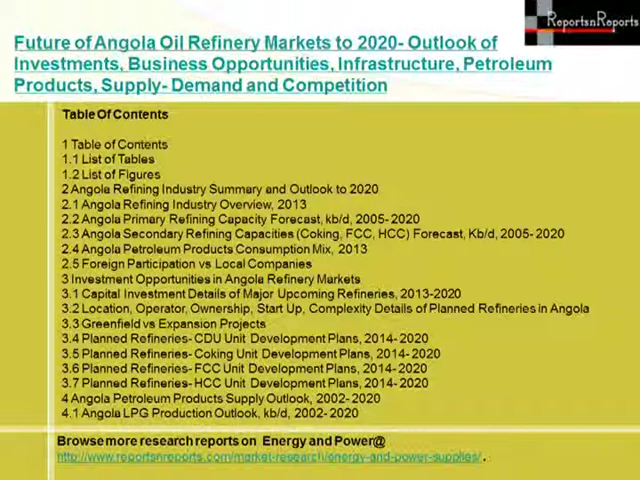 ReportsnReports
Future of Angola Oil Refinery Markets to 2020- Outlook of
Investments, Business Opportunities, Infrastructure, Petroleum
Products, Supply- Demand and Competition
Table Of Contents
1 Table of Contents
1.1 List of Tables
1.2 List of Figures
2 Angola Refining Industry Summary and Outlook to 2020
2.1 Angola Refining Industry Overview, 2013
2.2 Angola Primary Refining Capacity Forecast, kb/d, 2005- 2020
2.3 Angola Secondary Refining Capacities (Coking, FCC, HCC) Forecast, Kb/d, 2005- 2020
2.4 Angola Petroleum Products Consumption Mix, 2013
2.5 Foreign Participation vs Local Companies
3 Investment Opportunities in Angola Refinery Markets
3.1 Capital Investment Details of Major Upcoming Refineries, 2013-2020
3.2 Location, Operator, Ownership, Start Up, Complexity Details of Planned Refineries in Angola
3.3 Greenfield vs Expansion Projects
3.4 Planned Refineries- CDU Unit Development Plans, 2014- 2020
3.5 Planned Refineries- Coking Unit Development Plans, 2014- 2020
3.6 Planned Refineries- FCC Unit Development Plans, 2014- 2020
3.7 Planned Refineries- HCC Unit Development Plans, 2014- 2020
4 Angola Petroleum Products Supply Outlook, 2002- 2020
4.1 Angola LPG Production Outlook, kb/d, 2002- 2020
Browse more research reports on Energy and Power@
http://www.reportsnreports.com/market-research/energy-and-power-supplies/ .